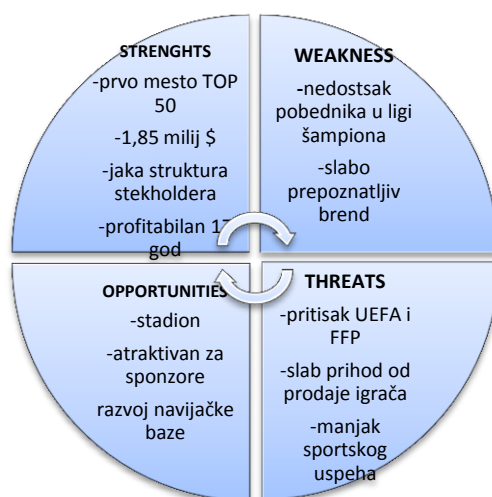 STRENGHTS
-prvo mesto TOP
50
-1,85 milij $
-jaka struktura
stekholdera
-profitabilan 17
god
WEAKNESS
-nedostsak
pobednika u ligi
šampiona
-slabo
prepoznatljiv
brend
OPPORTUNITIES
-stadion
-atraktivan za
sponzore
razvoj navijačke
baze
THREATS
-pritisak UEFA i
FFP
-slab prihod od
prodaje igrača
-manjak
sportskog
uspeha